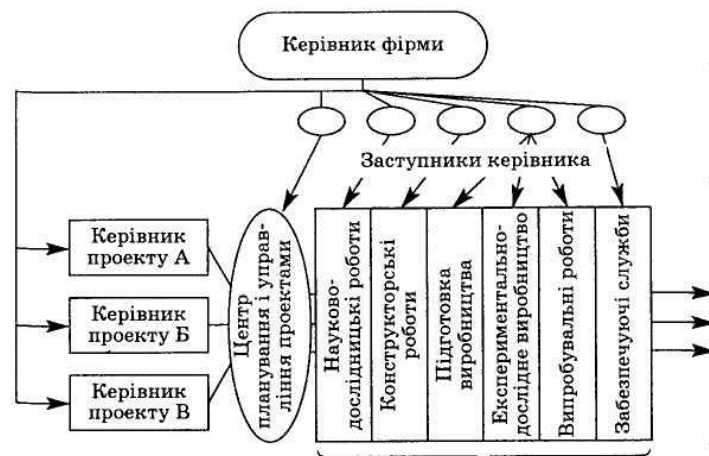 Керівник фірми
Заступники керівника
Керівник
проекту А
Керівник
проекту Б
Керівник
проекту В
Центр
планування і управ-
ління проектами
Науково-
дослідницькі роботи
Конструкторські
роботи
Підготовка
виробництва
Експериментально-
дослідне виробництво
Випробувальні роботи
Забезпечуючі служби